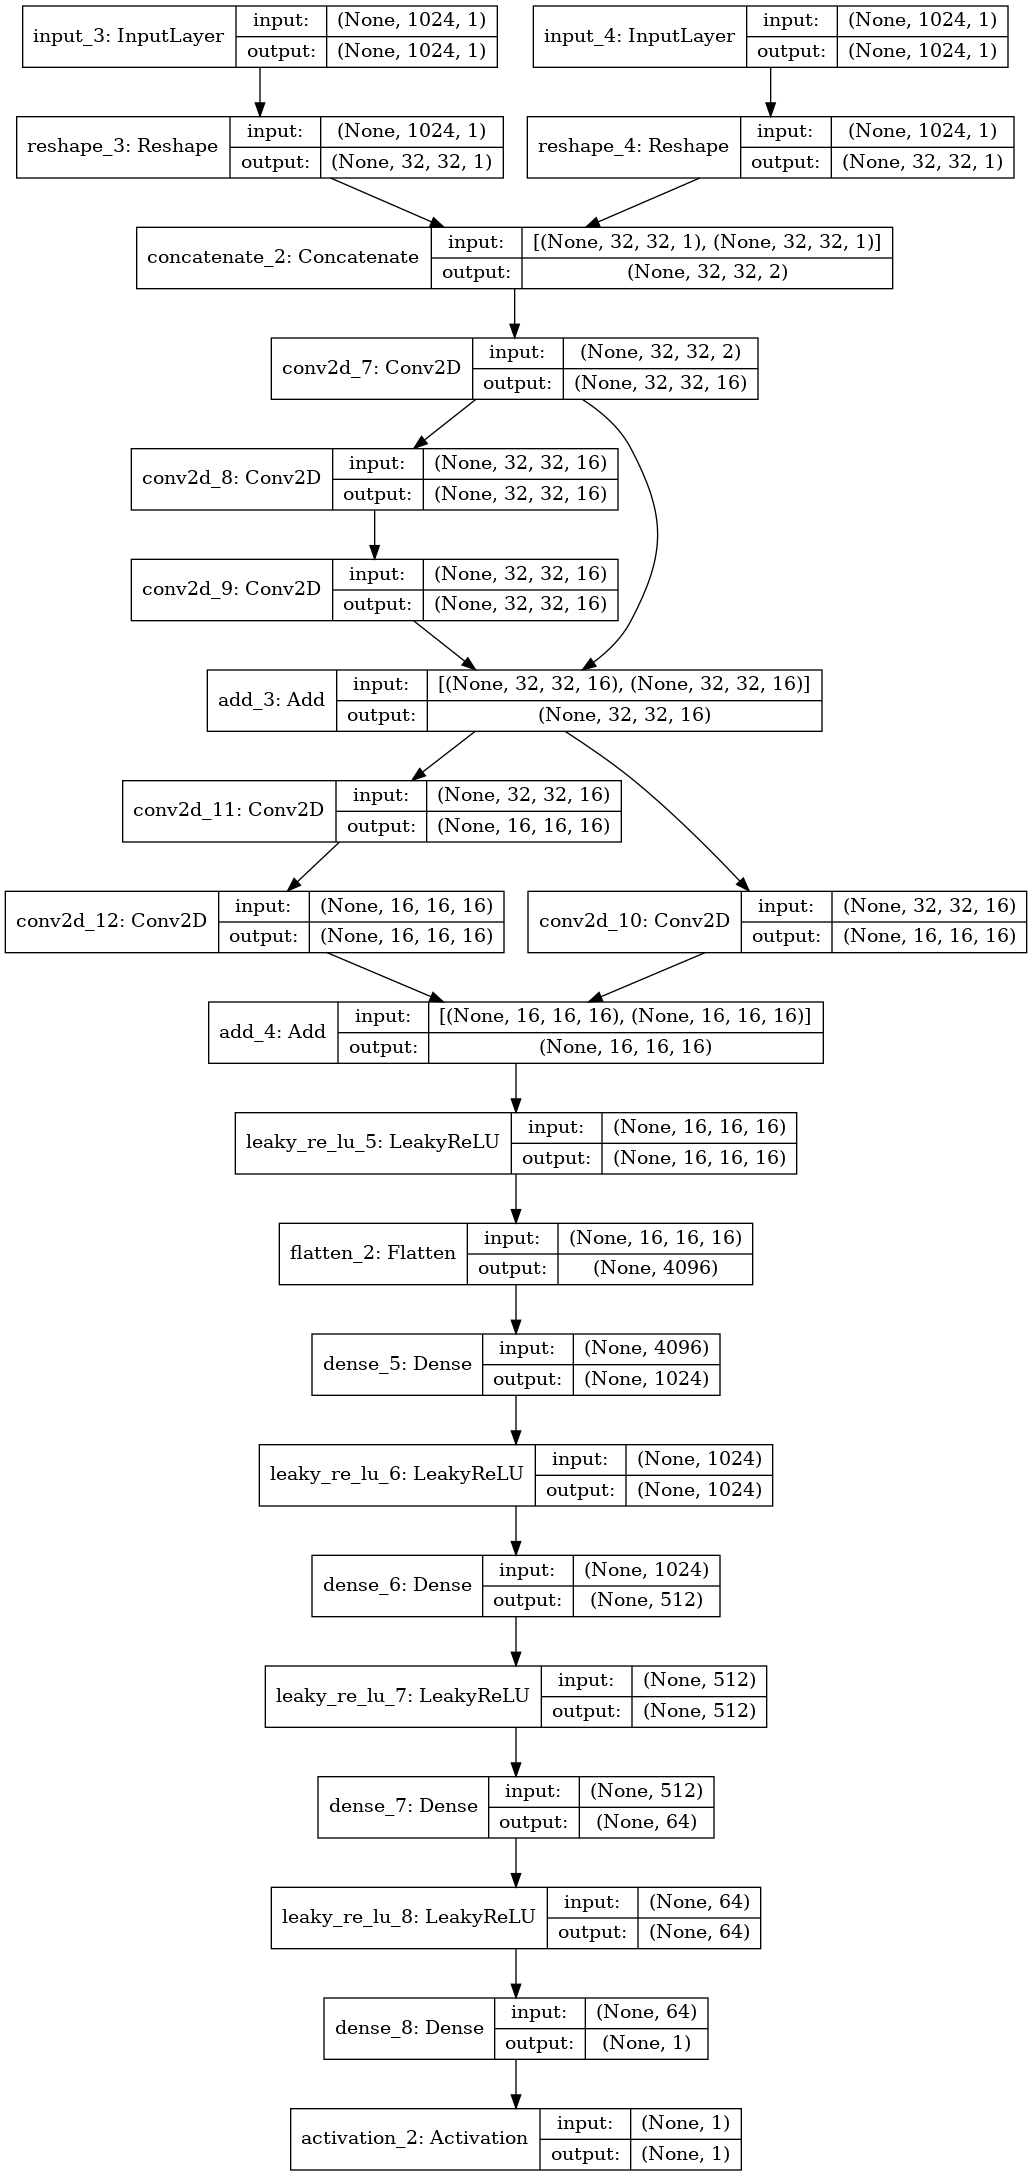 input_3: InputLayer input: (None, 1024, 1) output: (None, 1024, 1)
input_4: InputLayer input: (None, 1024, 1) output: (None, 1024, 1)
reshape_3: Reshape input: (None, 1024, 1) output: (None, 32, 32, 1)
reshape_4: Reshape input: (None, 1024, 1) output: (None, 32, 32, 1)
concatenate_2: Concatenate input: [(None, 32, 32, 1), (None, 32, 32, 1)] output: (None, 32, 32, 2)
conv2d_7: Conv2D input: (None, 32, 32, 2) output: (None, 32, 32, 16)
conv2d_8: Conv2D input: (None, 32, 32, 16) output: (None, 32, 32, 16)
conv2d_9: Conv2D input: (None, 32, 32, 16) output: (None, 32, 32, 16)
add_3: Add input: [(None, 32, 32, 16), (None, 32, 32, 16)] output: (None, 32, 32, 16)
conv2d_11: Conv2D input: (None, 32, 32, 16) output: (None, 16, 16, 16)
conv2d_12: Conv2D input: (None, 16, 16, 16) output: (None, 16, 16, 16)
conv2d_10: Conv2D input: (None, 32, 32, 16) output: (None, 16, 16, 16)
add_4: Add input: [(None, 16, 16, 16), (None, 16, 16, 16)] output: (None, 16, 16, 16)
leaky_re_lu_5: LeakyReLU input: (None, 16, 16, 16) output: (None, 16, 16, 16)
flatten_2: Flatten input: (None, 16, 16, 16) output: (None, 4096)
dense_5: Dense input: (None, 4096) output: (None, 1024)
leaky_re_lu_6: LeakyReLU input: (None, 1024) output: (None, 1024)
dense_6: Dense input: (None, 1024) output: (None, 512)
leaky_re_lu_7: LeakyReLU input: (None, 512) output: (None, 512)
dense_7: Dense input: (None, 512) output: (None, 64)
leaky_re_lu_8: LeakyReLU input: (None, 64) output: (None, 64)
dense_8: Dense input: (None, 64) output: (None, 1)
activation_2: Activation input: (None, 1) output: (None, 1)